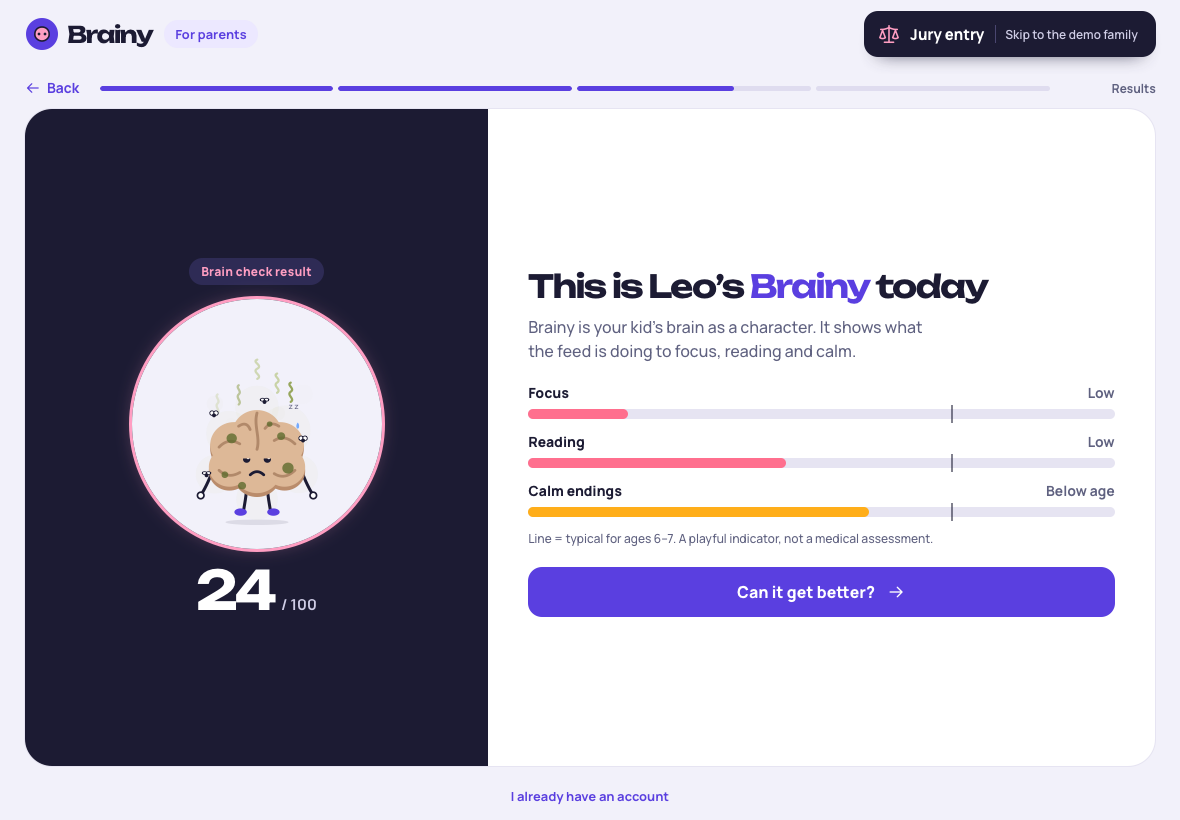 Brainy
For parents
Jury entry
Skip to the demo family
Back
Results
Brain check result
z z
24 / 100
This is Leo’s Brainy today
Brainy is your kid’s brain as a character. It shows what
the feed is doing to focus, reading and calm.
Focus
Low
Reading
Low
Calm endings
Below age
Line = typical for ages 6–7. A playful indicator, not a medical assessment.
Can it get better?
I already have an account